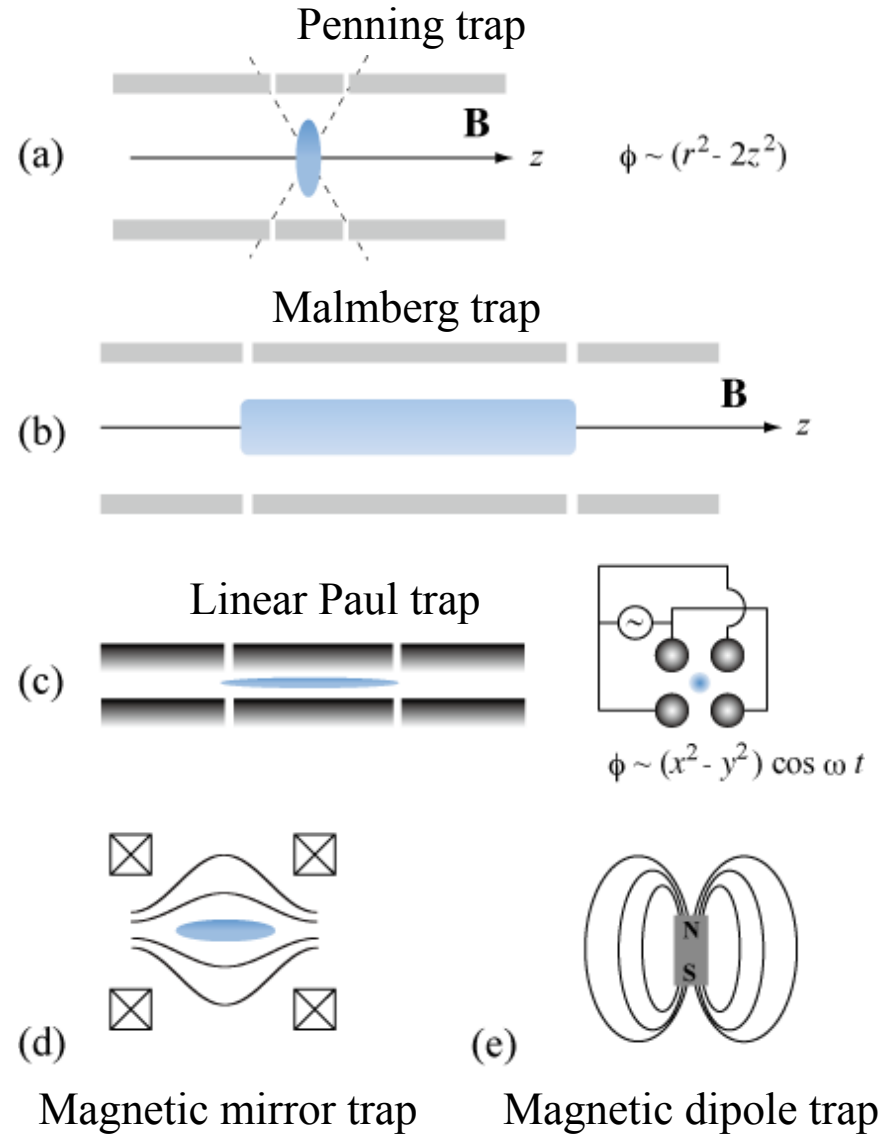 Penning trap
(a)
B
z
ϕ ~ (r² - 2z²)
Malmberg trap
(b)
B
z
Linear Paul trap
(c)
~
ϕ ~ (x² - y²) cos ω t
(d)
N
S
(e)
Magnetic mirror trap
Magnetic dipole trap